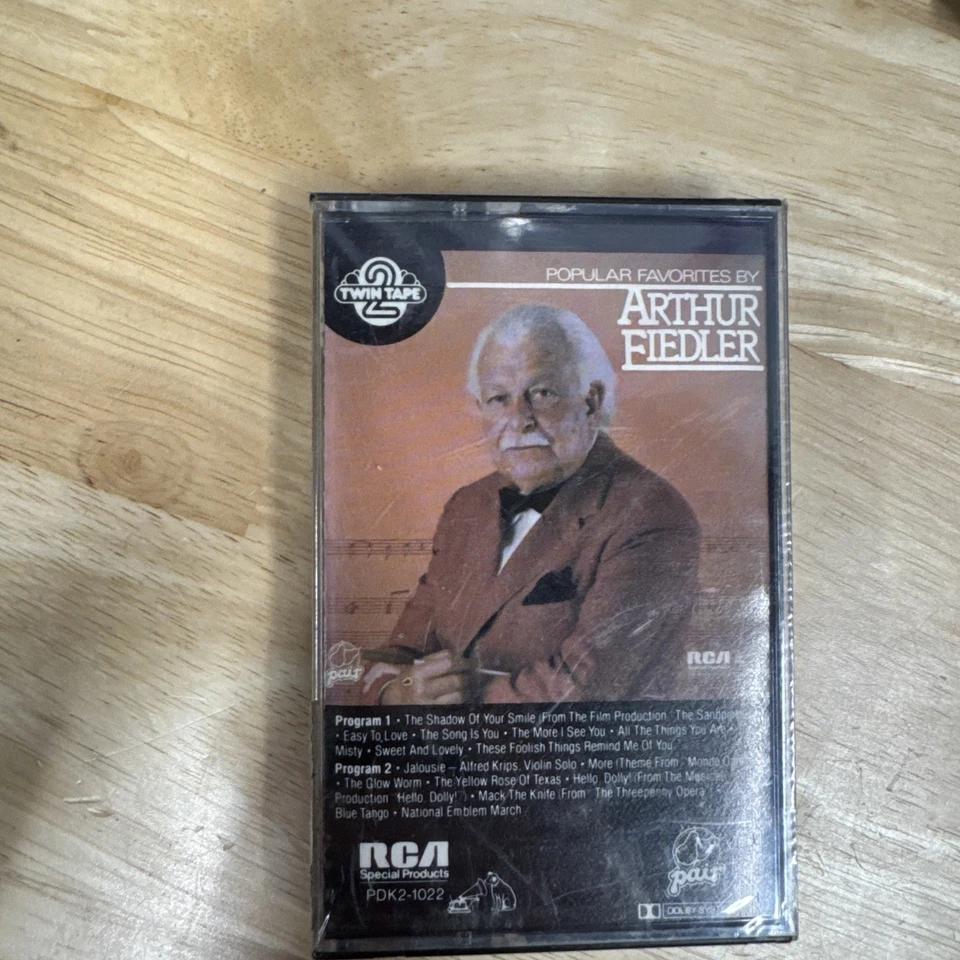 2
TWIN TAPE
POPULAR FAVORITES BY
ARTHUR
FIEDLER
pair
RCA
Program 1 • The Shadow Of Your Smile (From The Film Production "The
• Easy To Love • The Song Is You • The More I See You • All The Things You Are •
Misty • Sweet And Lovely • These Foolish Things Remind Me Of You
Program 2 • Jalousie – Alfred Krips, Violin Solo • More (Theme From "Mondo
• The Glow Worm • The Yellow Rose Of Texas • Hello, Dolly! (From The Musical
Production "Hello, Dolly!") • Mack The Knife (From "The Threepenny Opera")
Blue Tango • National Emblem March
RCA
Special Products
PDK2-1022
pair
DOLBY